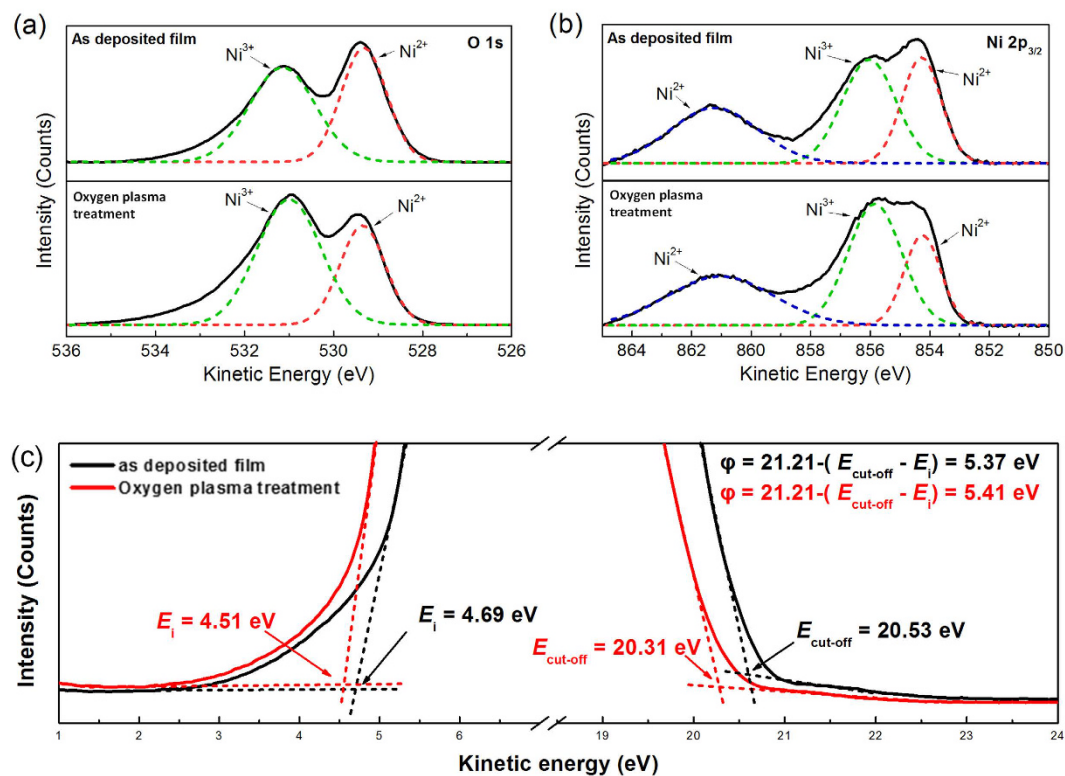 (a)
As deposited film
O 1s
Ni3+
Ni2+
Oxygen plasma
treatment
Ni3+
Ni2+
Intensity (Counts)
536 534 532 530 528 526
Kinetic Energy (eV)
(b)
As deposited film
Ni 2p3/2
Ni2+
Ni3+
Ni2+
Oxygen plasma
treatment
Ni2+
Ni3+
Ni2+
Intensity (Counts)
864 862 860 858 856 854 852 850
Kinetic Energy (eV)
(c)
as deposited film
Oxygen plasma treatment
φ = 21.21-( Ecut-off - Ei) = 5.37 eV
φ = 21.21-( Ecut-off - Ei) = 5.41 eV
Ei = 4.51 eV
Ei = 4.69 eV
Ecut-off = 20.31 eV
Ecut-off = 20.53 eV
Intensity (Counts)
1 2 3 4 5 6 19 20 21 22 23 24
Kinetic energy (eV)